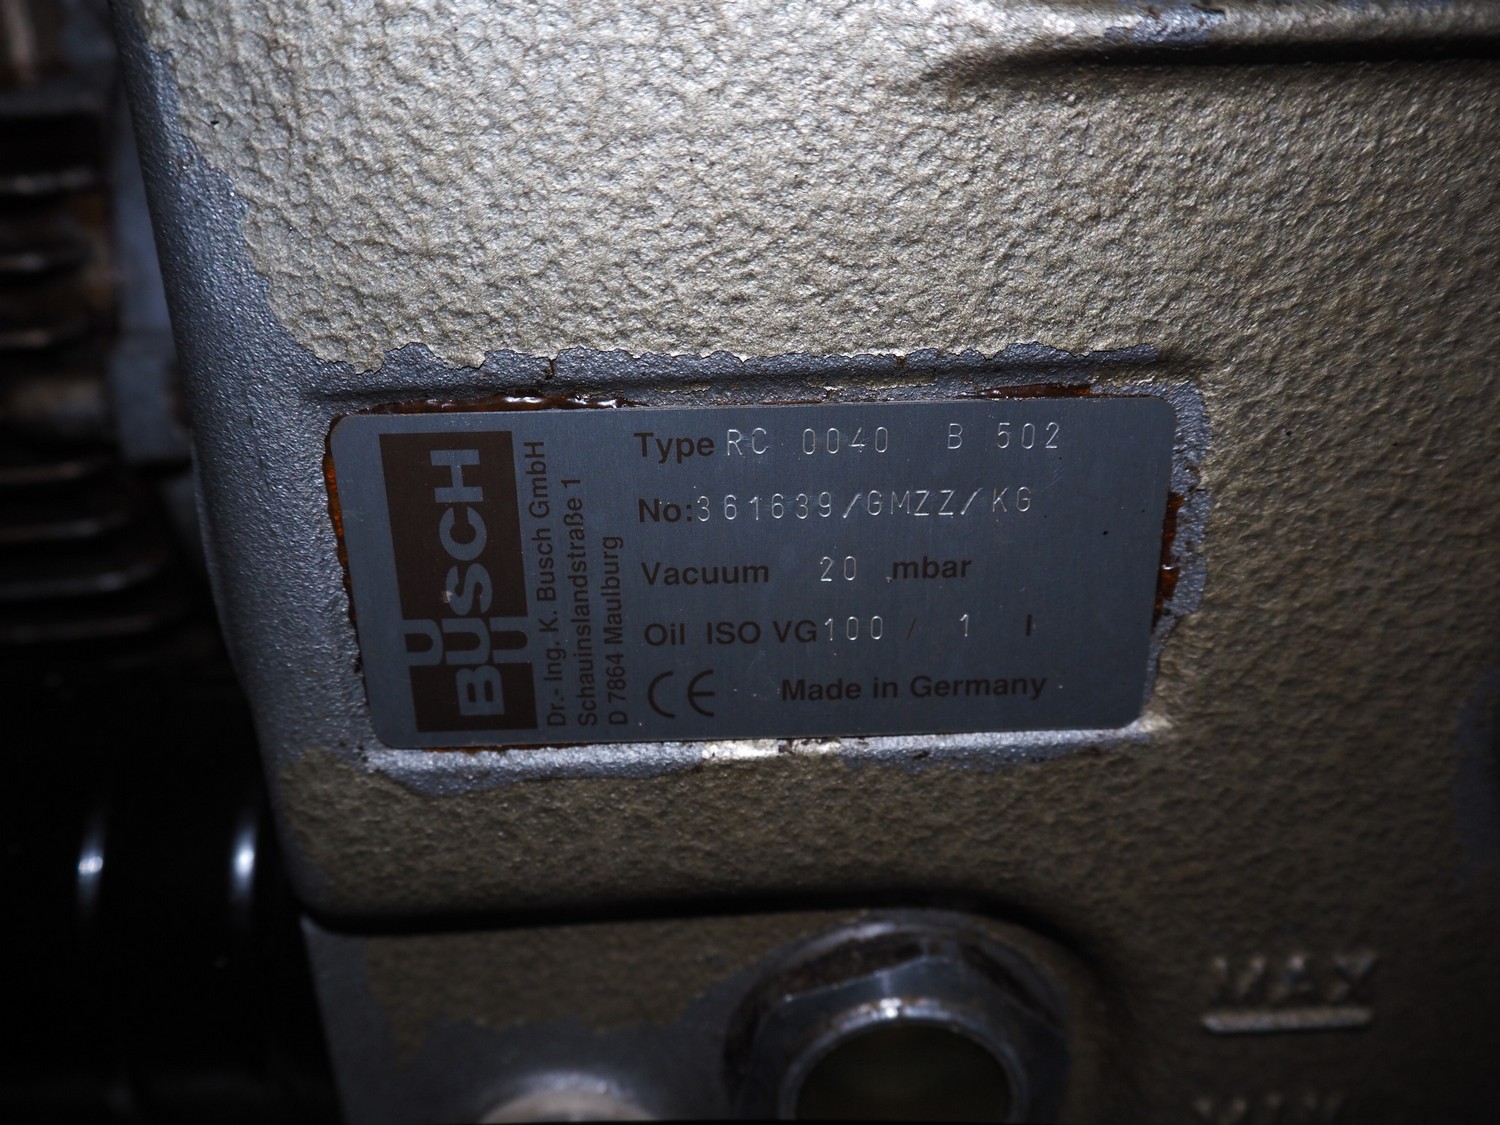 BUSCH
Dr.- Ing. K. Busch GmbH
Schauinslandstraße 1
D 7864 Maulburg
Type RC 0040 B 502
No: 361639/GMZZ/KG
Vacuum 20 mbar
Oil ISO VG 100 / 1 l
CE Made in Germany
MAX